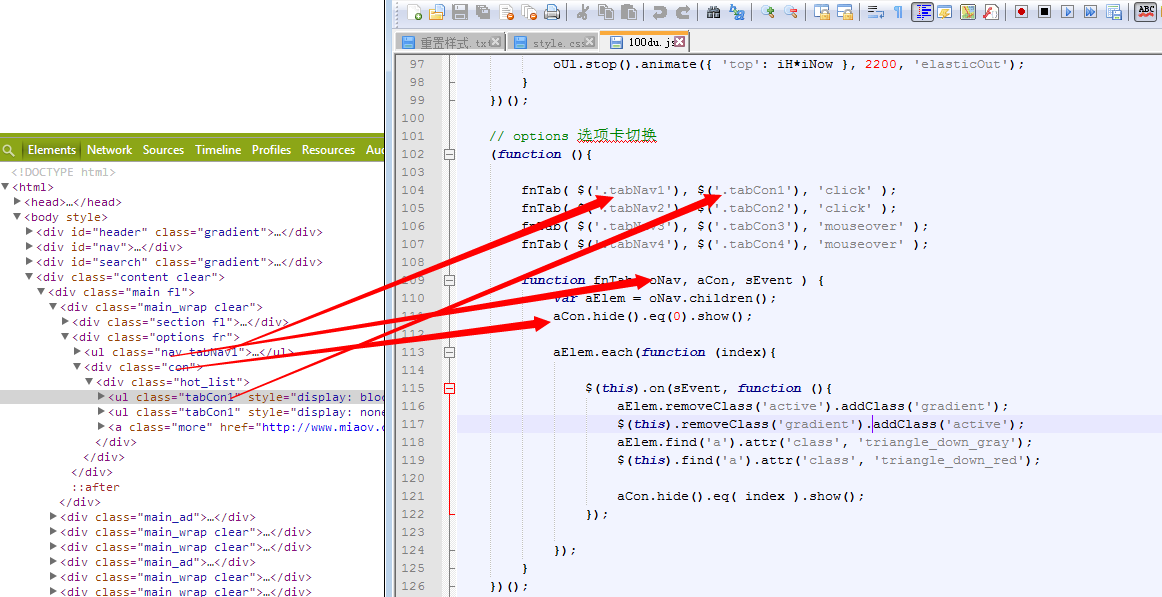 重置样式.tx
style.css
100du.js
ABC
Elements Network Sources Timeline Profiles Resources Aud
<!DOCTYPE html>
<html>
<head>…</head>
<body style>
<div id="header" class="gradient">…</div>
<div id="nav">…</div>
<div id="search" class="gradient">…</div>
<div class="content clear">
<div class="main fl">
<div class="main_wrap clear">
<div class="section fl">…</div>
<div class="options fr">
<ul class="nav tabNav1">…</ul>
<div class="con">
<div class="hot_list">
<ul class="tabCon1" style="display: bloc
<ul class="tabCon1" style="display: none
<a class="more" href="http://www.miaov.c
</div>
</div>
</div>
::after
</div>
<div class="main_ad">…</div>
<div class="main_wrap clear">…</div>
<div class="main_wrap clear">…</div>
<div class="main_ad">…</div>
<div class="main_wrap clear">…</div>
<div class="main_wrap clear">…</div>
97 oUl.stop().animate({ 'top': iH*iNow }, 2200, 'elasticOut');
98 }
99 })();
100
101 // options 选项卡切换
102 (function (){
103
104 fnTab( $('.tabNav1'), $('.tabCon1'), 'click' );
105 fnTab( $('.tabNav2'), $('.tabCon2'), 'click' );
106 fnTab( $('.tabNav3'), $('.tabCon3'), 'mouseover' );
107 fnTab( $('.tabNav4'), $('.tabCon4'), 'mouseover' );
108
109 function fnTab( oNav, aCon, sEvent ) {
110 var aElem = oNav.children();
111 aCon.hide().eq(0).show();
112
113 aElem.each(function (index){
114
115 $(this).on(sEvent, function (){
116 aElem.removeClass('active').addClass('gradient');
117 $(this).removeClass('gradient').addClass('active');
118 aElem.find('a').attr('class', 'triangle_down_gray');
119 $(this).find('a').attr('class', 'triangle_down_red');
120
121 aCon.hide().eq( index ).show();
122 });
123
124 });
125 }
126 })();